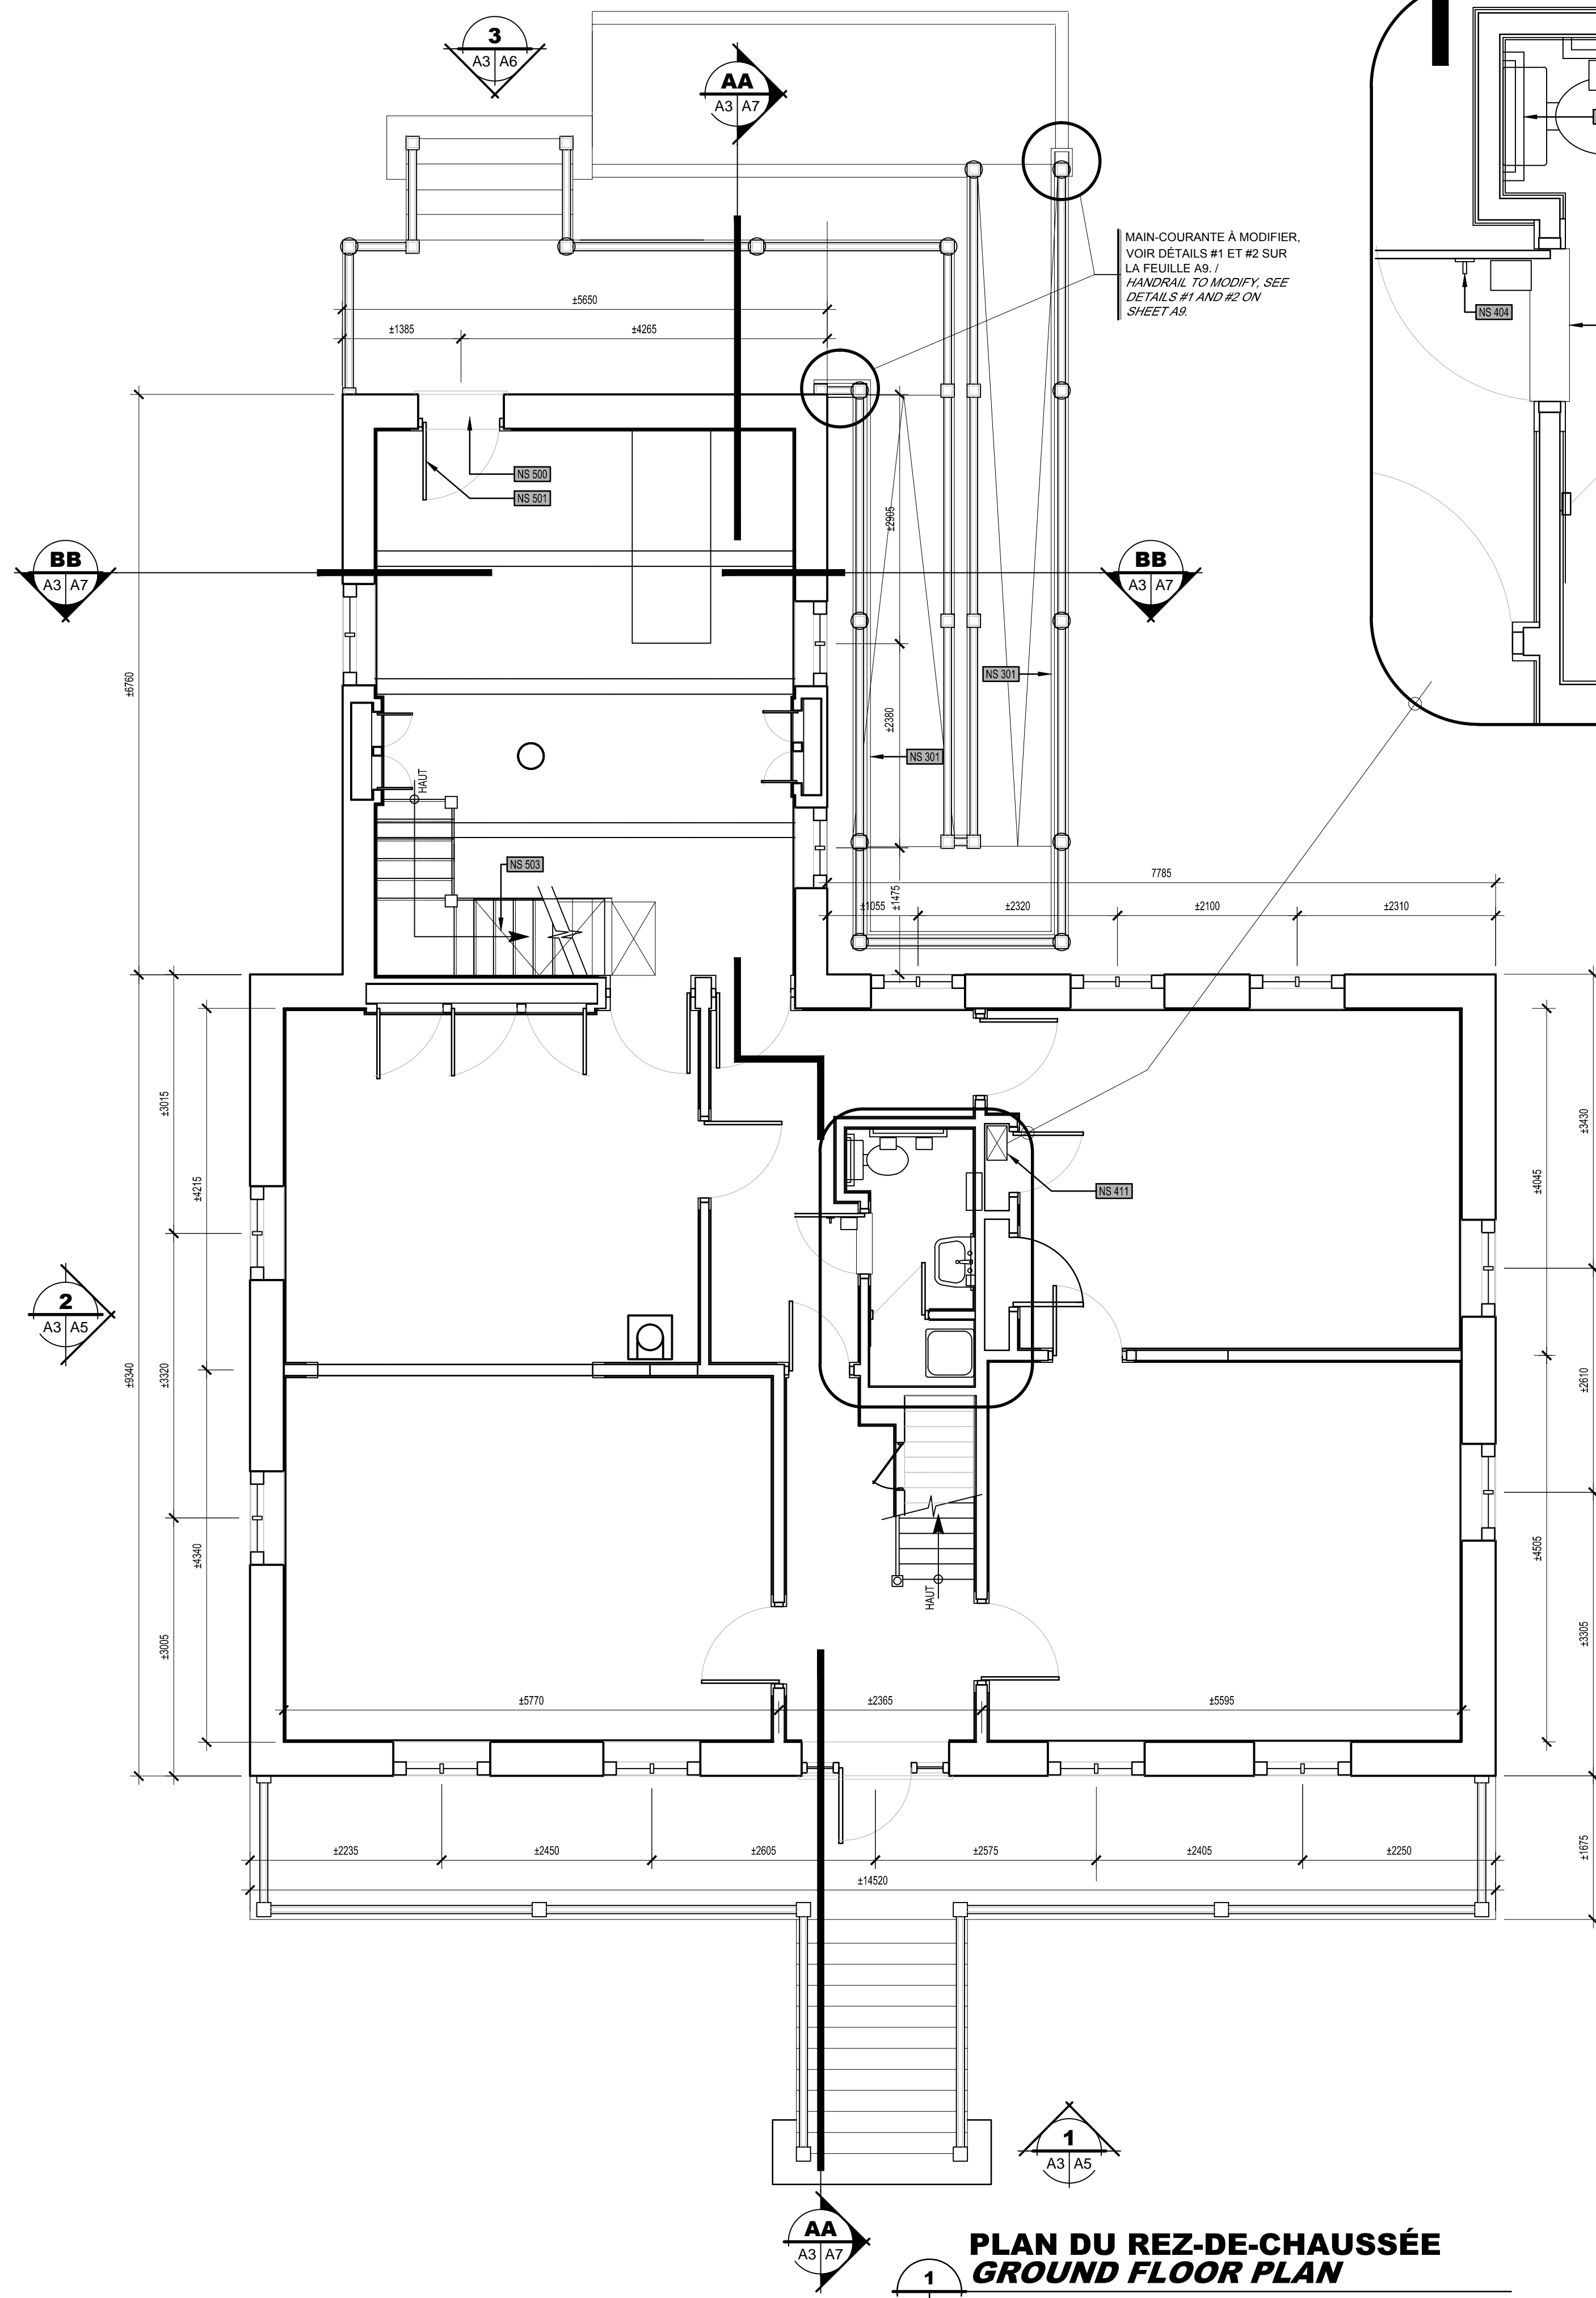 3
A3 A6
AA
A3 A7
MAIN-COURANTE À MODIFIER,
VOIR DÉTAILS #1 ET #2 SUR
LA FEUILLE A9. /
HANDRAIL TO MODIFY, SEE
DETAILS #1 AND #2 ON
SHEET A9.
NS 404
±5650
±1385
±4265
NS 500
NS 501
±2905
BB
A3 A7
BB
A3 A7
±6760
NS 301
±2380
NS 301
HAUT
NS 503
7785
±1475
±1055
±2320
±2100
±2310
±3015
±3430
±4215
±4045
NS 411
2
A3 A5
±9340
±3320
±2610
±4340
±4505
HAUT
±3005
±3305
±5770
±2365
±5595
±2235
±2450
±2605
±2575
±2405
±2250
±1675
±14520
1
A3 A5
AA
A3 A7
PLAN DU REZ-DE-CHAUSSÉE
GROUND FLOOR PLAN
1